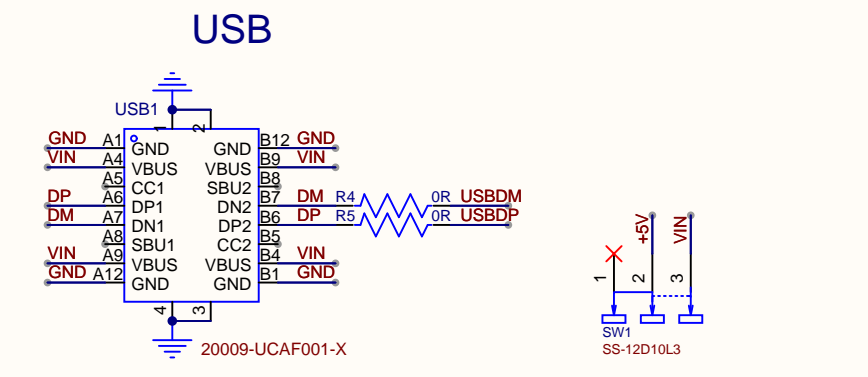 USB
USB1
1 2
GND A1 GND GND B12 GND
VIN A4 VBUS VBUS B9 VIN
A5 CC1 SBU2 B8
DP A6 DP1 DN2 B7 DM R4 0R USBDM
DM A7 DN1 DP2 B6 DP R5 0R USBDP
A8 SBU1 CC2 B5
VIN A9 VBUS VBUS B4 VIN
GND A12 GND GND B1 GND
4 3
20009-UCAF001-X
+5V VIN
1 2 3
SW1
SS-12D10L3